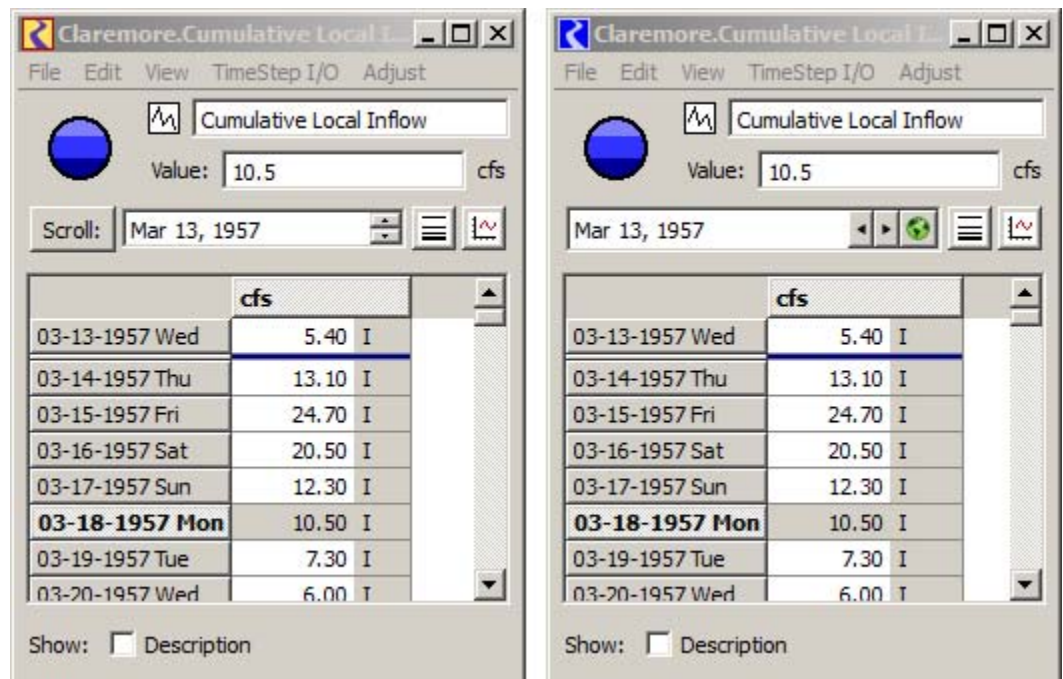 Claremore.Cumulative Local I...
File Edit View TimeStep I/O Adjust
Cumulative Local Inflow
Value: 10.5 cfs
Scroll: Mar 13, 1957
cfs
03-13-1957 Wed 5.40 I
03-14-1957 Thu 13.10 I
03-15-1957 Fri 24.70 I
03-16-1957 Sat 20.50 I
03-17-1957 Sun 12.30 I
03-18-1957 Mon 10.50 I
03-19-1957 Tue 7.30 I
03-20-1957 Wed 6.00 I
Show: Description
Claremore.Cumulative Local I...
File Edit View TimeStep I/O Adjust
Cumulative Local Inflow
Value: 10.5 cfs
Mar 13, 1957
cfs
03-13-1957 Wed 5.40 I
03-14-1957 Thu 13.10 I
03-15-1957 Fri 24.70 I
03-16-1957 Sat 20.50 I
03-17-1957 Sun 12.30 I
03-18-1957 Mon 10.50 I
03-19-1957 Tue 7.30 I
03-20-1957 Wed 6.00 I
Show: Description